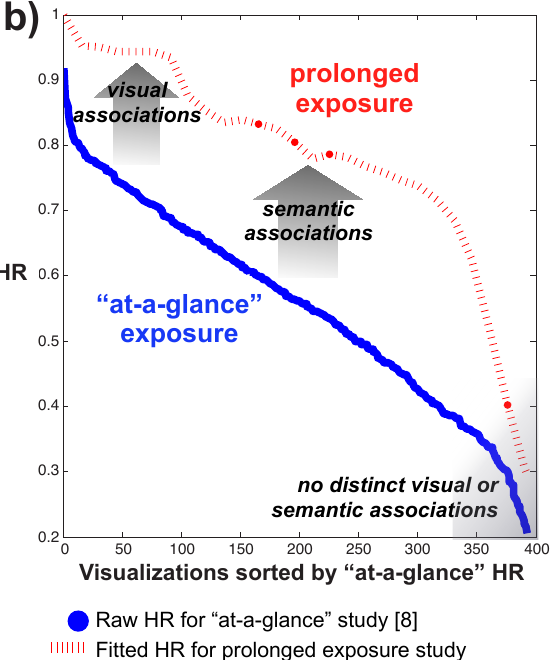 b)
1
0.9
0.8
0.7
0.6
0.5
0.4
0.3
0.2
HR
prolonged
exposure
visual
associations
semantic
associations
“at-a-glance”
exposure
no distinct visual or
semantic associations
0 50 100 150 200 250 300 350 400
Visualizations sorted by “at-a-glance” HR
Raw HR for “at-a-glance” study [8]
Fitted HR for prolonged exposure study